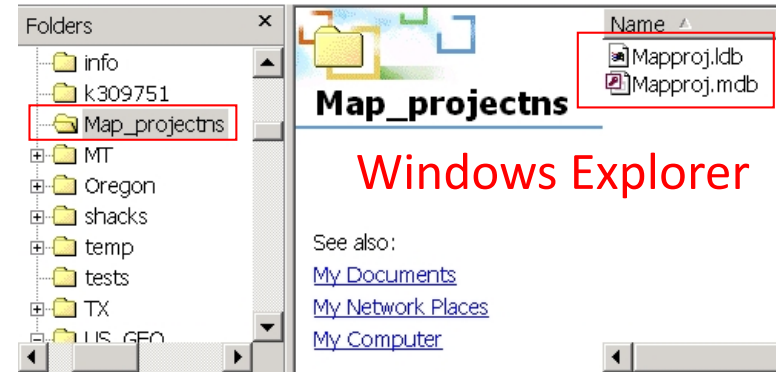 Folders ×
info
k309751
Map_projectns
MT
Oregon
shacks
temp
tests
TX
US_GEO
Map_projectns
Windows Explorer
See also:
My Documents
My Network Places
My Computer
Name
Mapproj.ldb
Mapproj.mdb